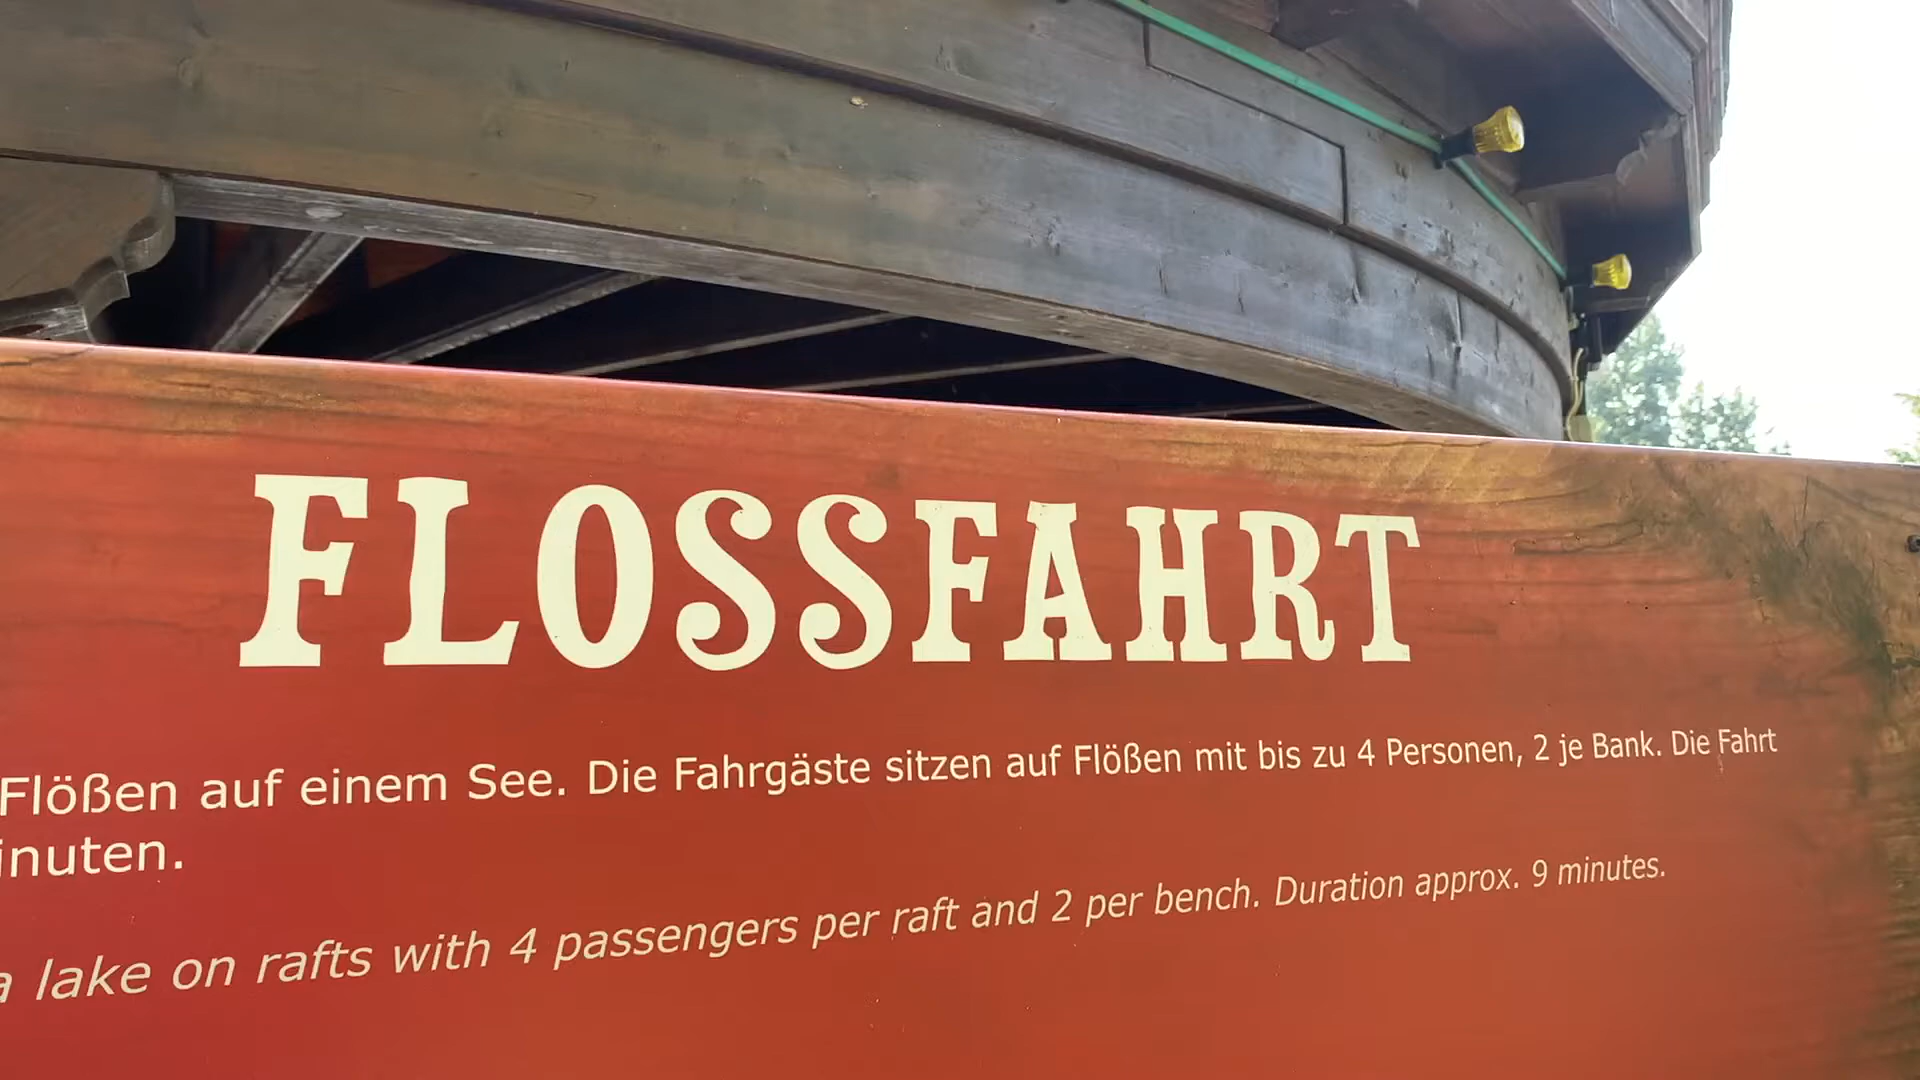 FLOSSFAHRT
Flößen auf einem See. Die Fahrgäste sitzen auf Flößen mit bis zu 4 Personen, 2 je Bank. Die Fahrt
inuten.
a lake on rafts with 4 passengers per raft and 2 per bench. Duration approx. 9 minutes.